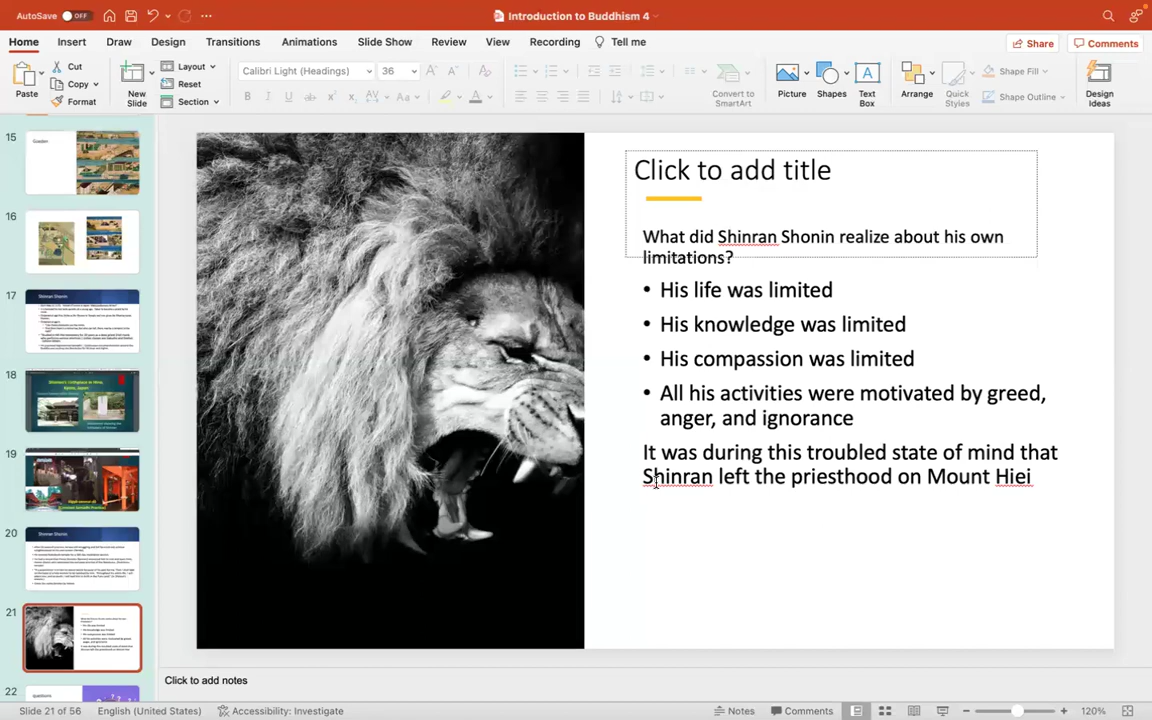 AutoSave OFF
Introduction to Buddhism 4
Home Insert Draw Design Transitions Animations Slide Show Review View Recording Tell me
Share Comments
Paste
Cut
Copy
Format
New Slide
Layout
Reset
Section
Calibri Light (Headings) 36
Convert to SmartArt
Picture Shapes Text Box
Arrange Quick Styles
Shape Fill
Shape Outline
Design Ideas
15
16
17
Shinran Shonin
18
19
20
Shinran Shonin
21
22
questions
Click to add title
What did Shinran Shonin realize about his own
limitations?
• His life was limited
• His knowledge was limited
• His compassion was limited
• All his activities were motivated by greed,
anger, and ignorance
It was during this troubled state of mind that
Shinran left the priesthood on Mount Hiei
Click to add notes
Slide 21 of 56 English (United States) Accessibility: Investigate Notes Comments 120%